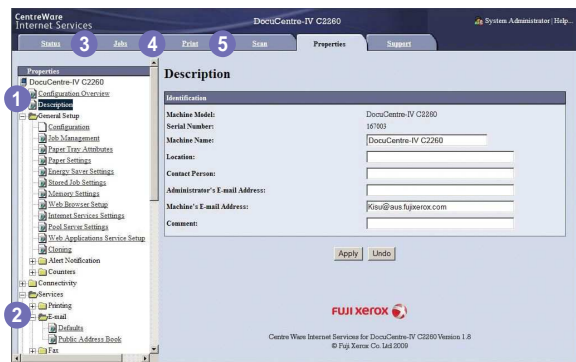 CentreWare
Internet Services
DocuCentre-IV C2260
System Administrator | Help...
Status
3
Jobs
4
Print
5
Scan
Properties
Support
Properties
DocuCentre-IV C2260
1
Configuration Overview
Description
General Setup
Configuration
Job Management
Paper Tray Attributes
Paper Settings
Energy Saver Settings
Stored Job Settings
Memory Settings
Web Browser Setup
Internet Services Settings
Pool Server Settings
Web Applications Service Setup
Cloning
Alert Notification
Counters
Connectivity
Services
Printing
2
E-mail
Defaults
Public Address Book
Fax
Description
Identification
Machine Model: DocuCentre-IV C2260
Serial Number: 167003
Machine Name: DocuCentre-IV C2260
Location:
Contact Person:
Administrator's E-mail Address:
Machine's E-mail Address: Kisu@aus.fujixerox.com
Comment:
Apply Undo
FUJI xerox
Centre Ware Internet Services for DocuCentre-IV C2260 Version 1.8
© Fuji Xerox Co. Ltd 2009